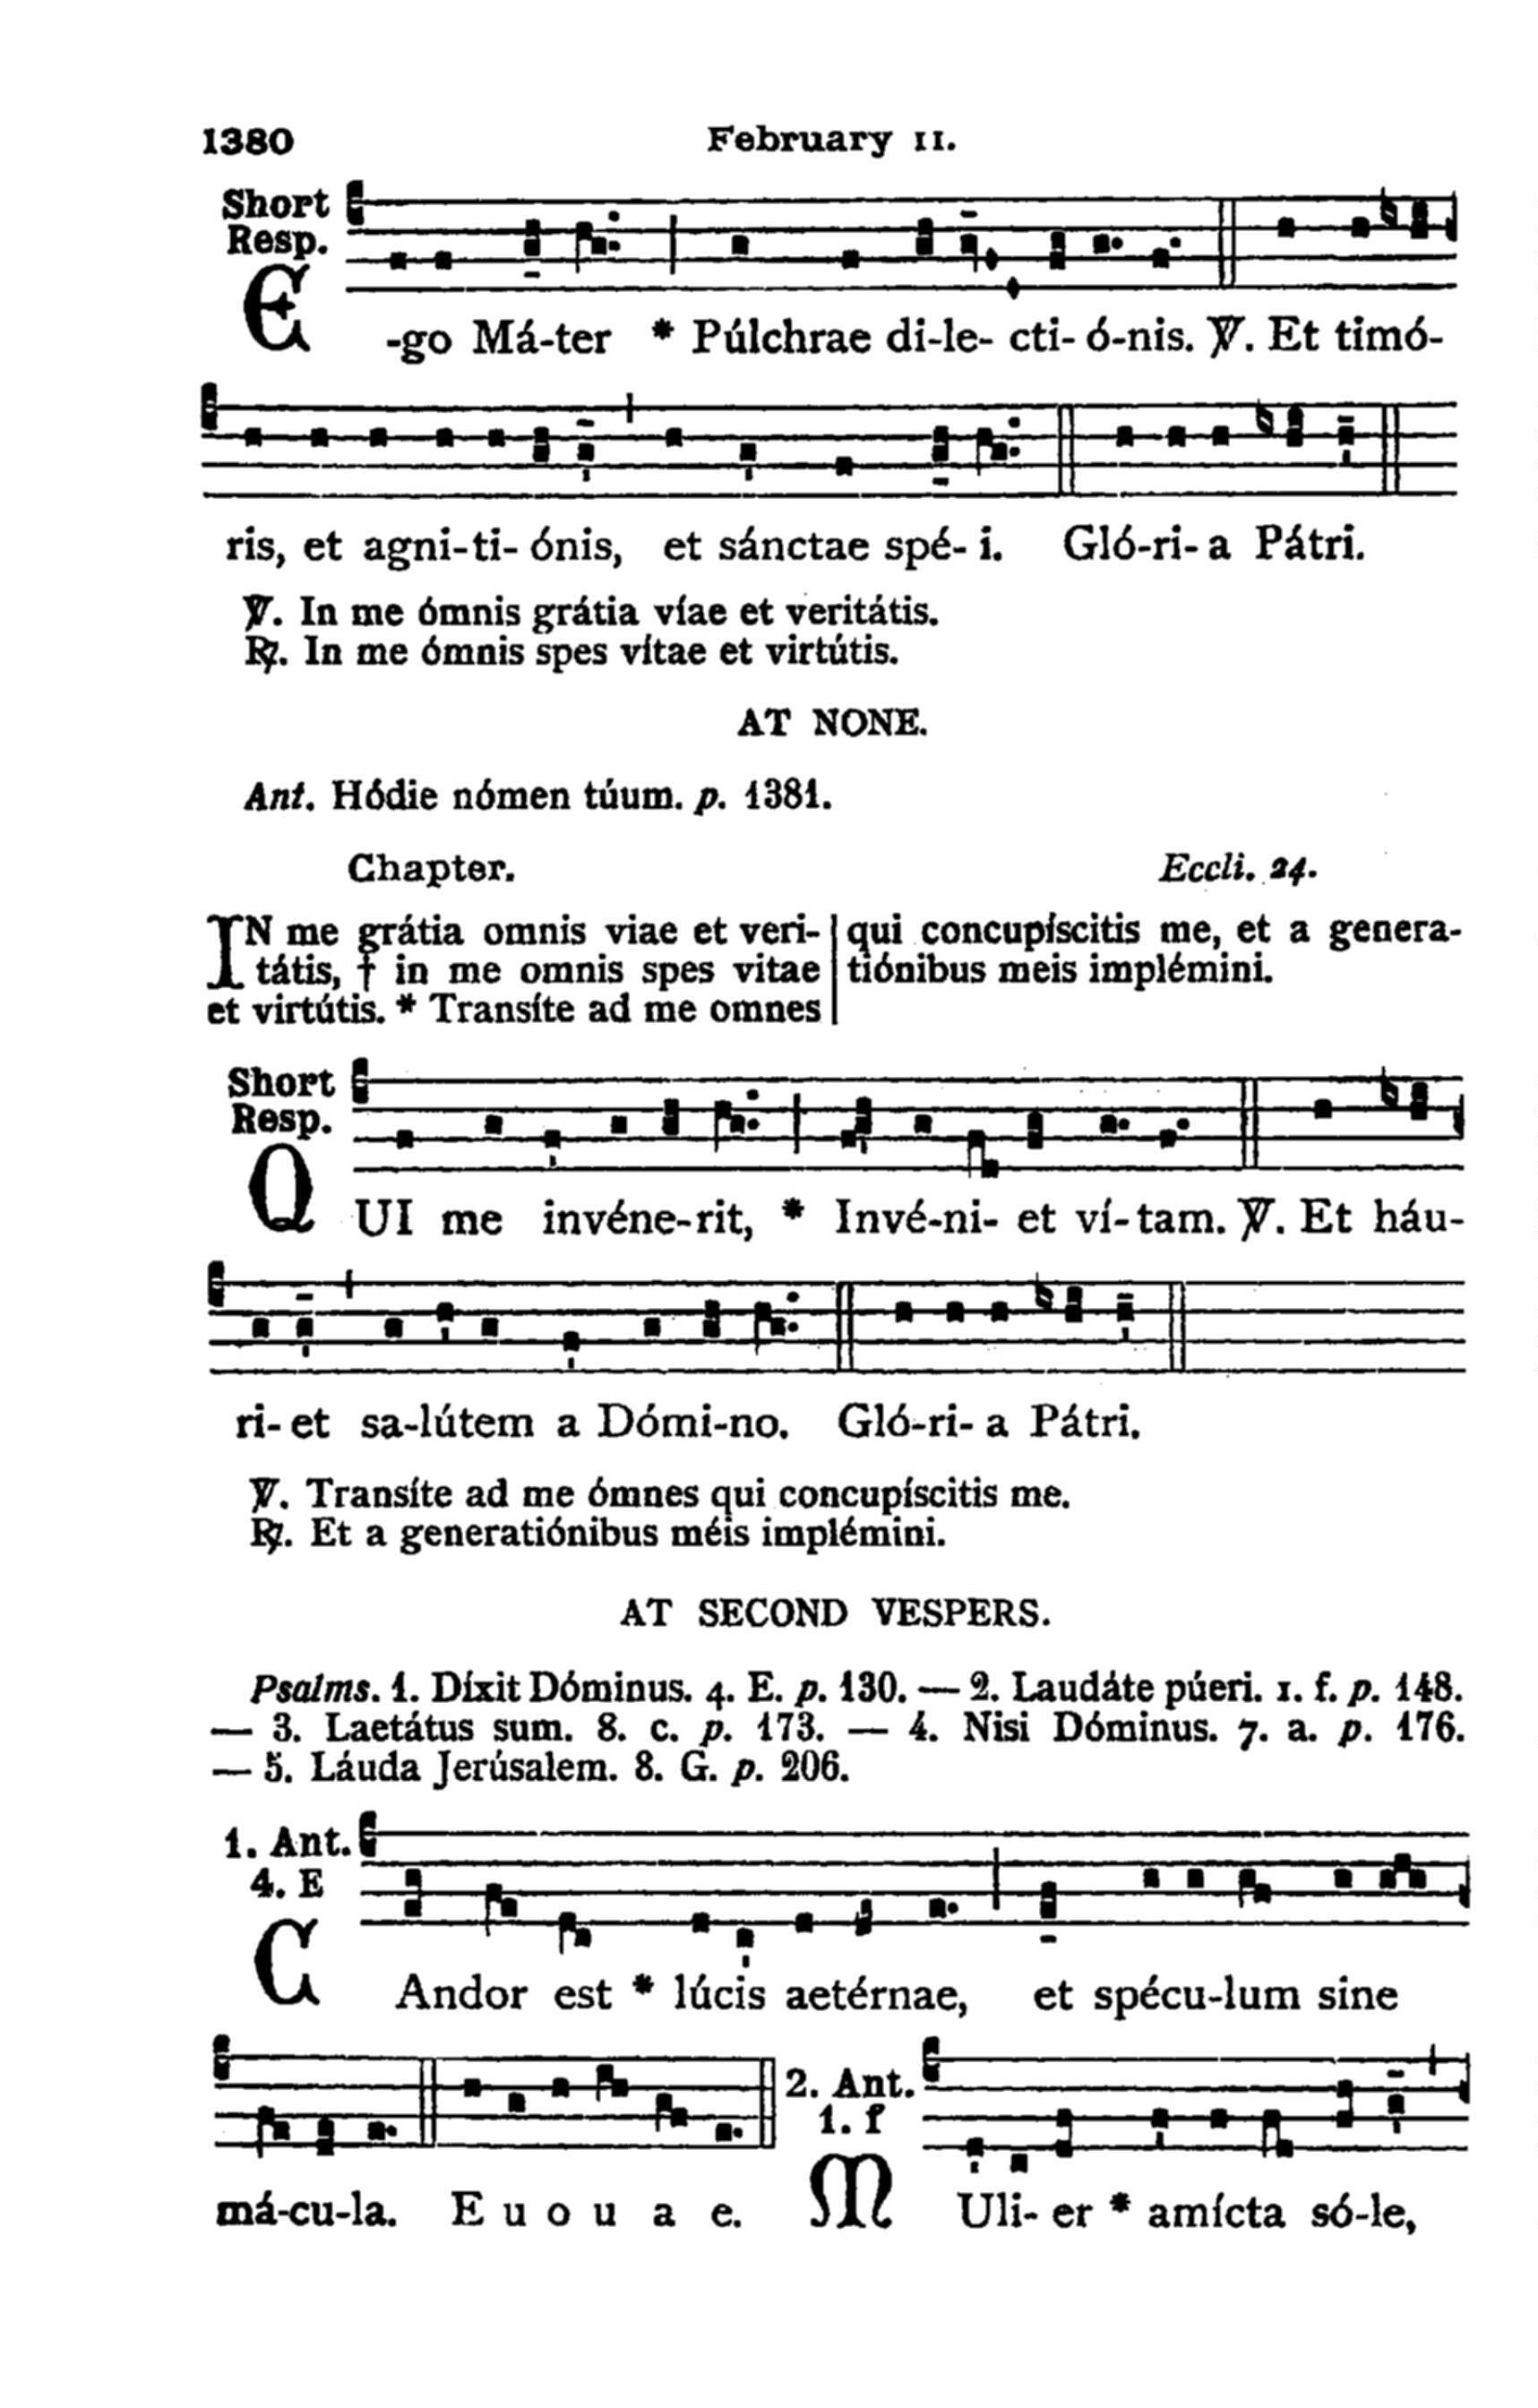 1380 February 11.
Short
Resp.
E-go Má-ter * Púlchrae di-le- cti- ó-nis. ℣. Et timó-
ris, et agni-ti- ónis, et sánctae spé- i. Gló-ri- a Pátri.
℣. In me ómnis grátia víae et veritátis.
℟. In me ómnis spes vítae et virtútis.
AT NONE.
Ant. Hódie nómen túum. p. 1381.
Chapter. Eccli. 24.
IN me grátia omnis viae et veri-
tátis, † in me omnis spes vitae
et virtútis. * Transíte ad me omnes
qui concupíscitis me, et a genera-
tiónibus meis implémini.
Short
Resp.
QUI me invéne-rit, * Invé-ni- et ví-tam. ℣. Et háu-
ri- et sa-lútem a Dómi-no. Gló-ri- a Pátri.
℣. Transíte ad me ómnes qui concupíscitis me.
℟. Et a generatiónibus méis implémini.
AT SECOND VESPERS.
Psalms. 1. Díxit Dóminus. 4. E. p. 130. — 2. Laudáte púeri. 1. f. p. 148.
— 3. Laetátus sum. 8. c. p. 173. — 4. Nisi Dóminus. 7. a. p. 176.
— 5. Láuda Jerúsalem. 8. G. p. 206.
1. Ant.
4. E
CAndor est * lúcis aetérnae, et spécu-lum sine
má-cu-la. E u o u a e.
2. Ant.
1. f
MUli- er * amícta só-le,